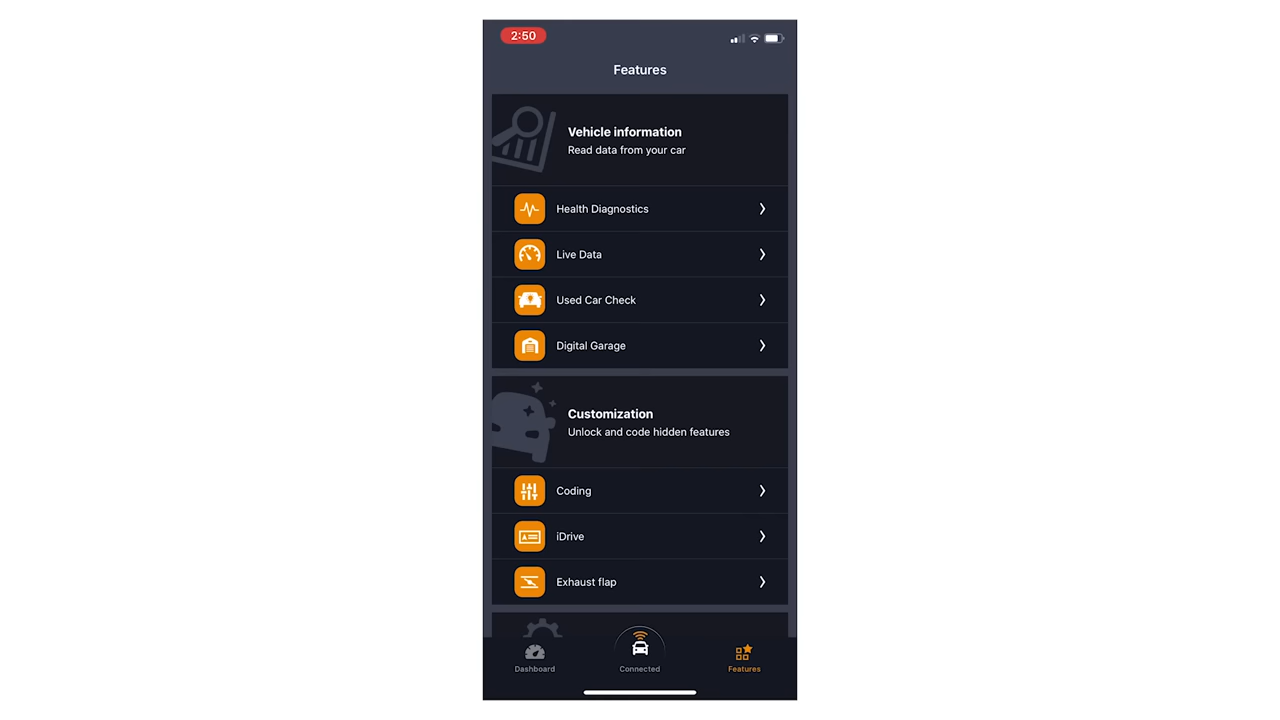 2:50
Features
Vehicle information
Read data from your car
Health Diagnostics
Live Data
Used Car Check
Digital Garage
Customization
Unlock and code hidden features
Coding
iDrive
Exhaust flap
Dashboard
Connected
Features